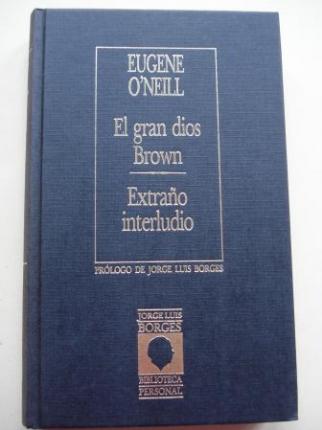 EUGENE
O'NEILL
El gran dios
Brown
Extraño
interludio
PRÓLOGO DE JORGE LUIS BORGES
JORGE LUIS
BORGES
BIBLIOTECA
PERSONAL